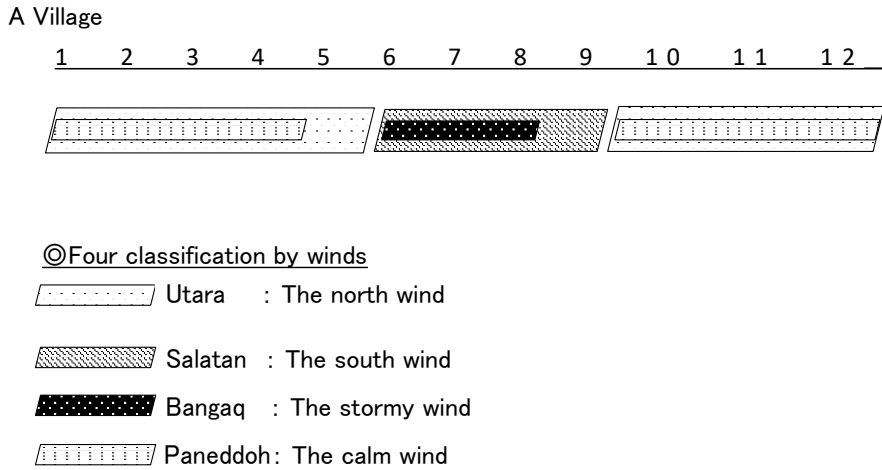 A Village
1 2 3 4 5 6 7 8 9 10 11 12
◎Four classification by winds
Utara : The north wind
Salatan : The south wind
Bangaq : The stormy wind
Paneddoh: The calm wind